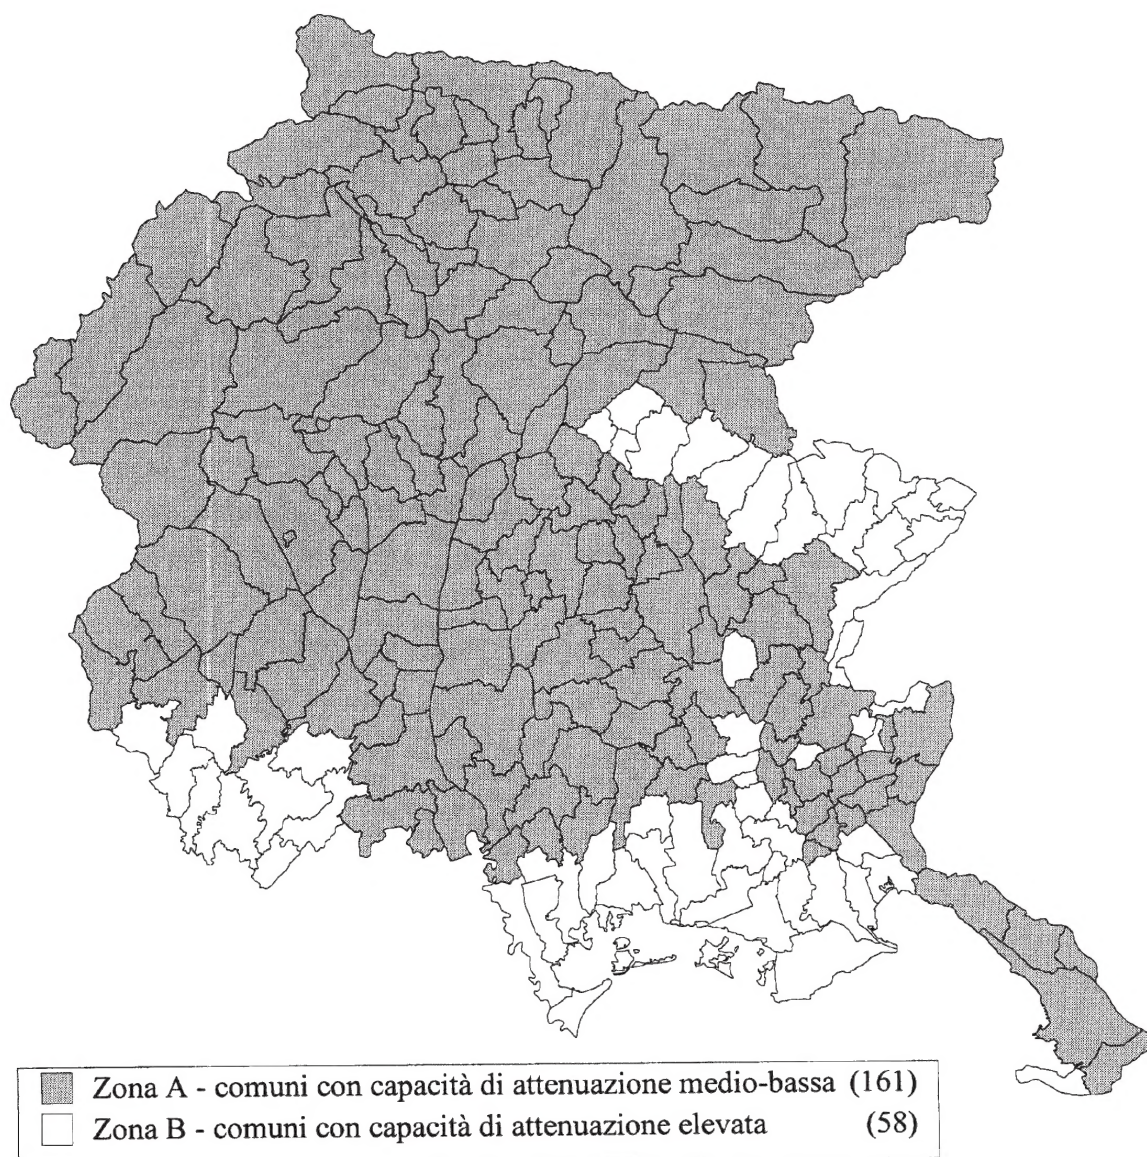 Zona A - comuni con capacità di attenuazione medio-bassa (161)
Zona B - comuni con capacità di attenuazione elevata (58)